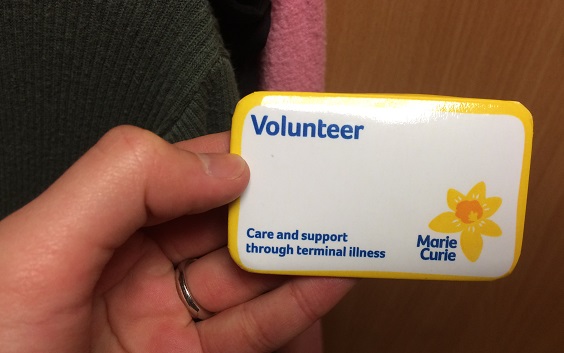 Volunteer
Care and support
through terminal illness
Marie
Curie